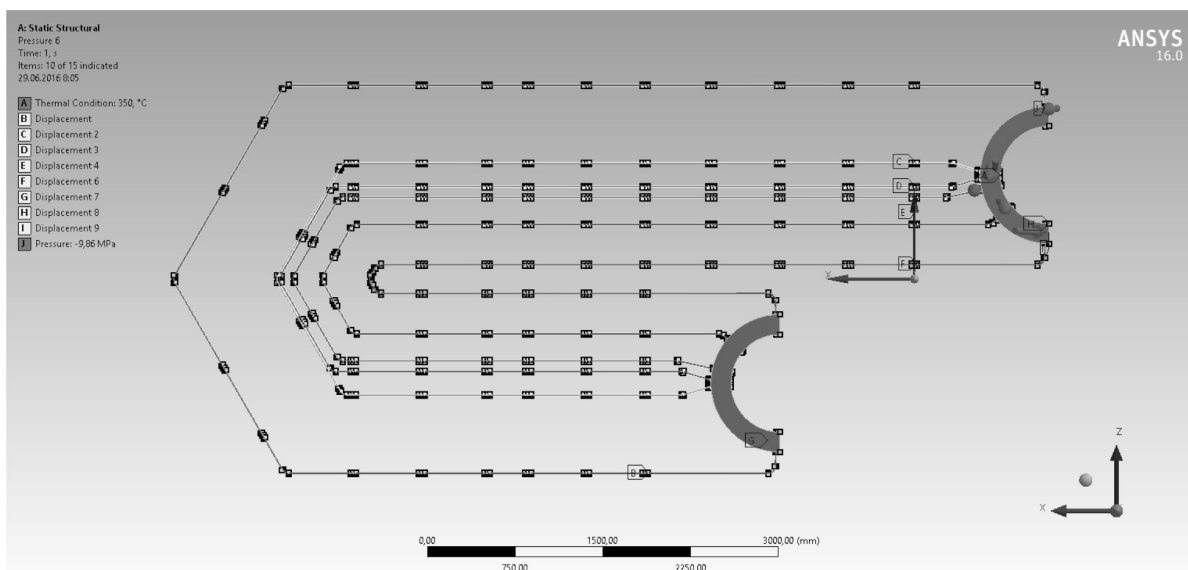 A: Static Structural
Pressure 6
Time: 1, s
Items: 10 of 15 indicated
29.06.2016 8:05
A Thermal Condition: 350, °C
B Displacement
C Displacement 2
D Displacement 3
E Displacement 4
F Displacement 6
G Displacement 7
H Displacement 8
I Displacement 9
J Pressure: -9,86 MPa
ANSYS
16.0
J
C
A
D
E
H
F
X
G
B
Z
X
0,00 1500,00 3000,00 (mm)
750,00 2250,00